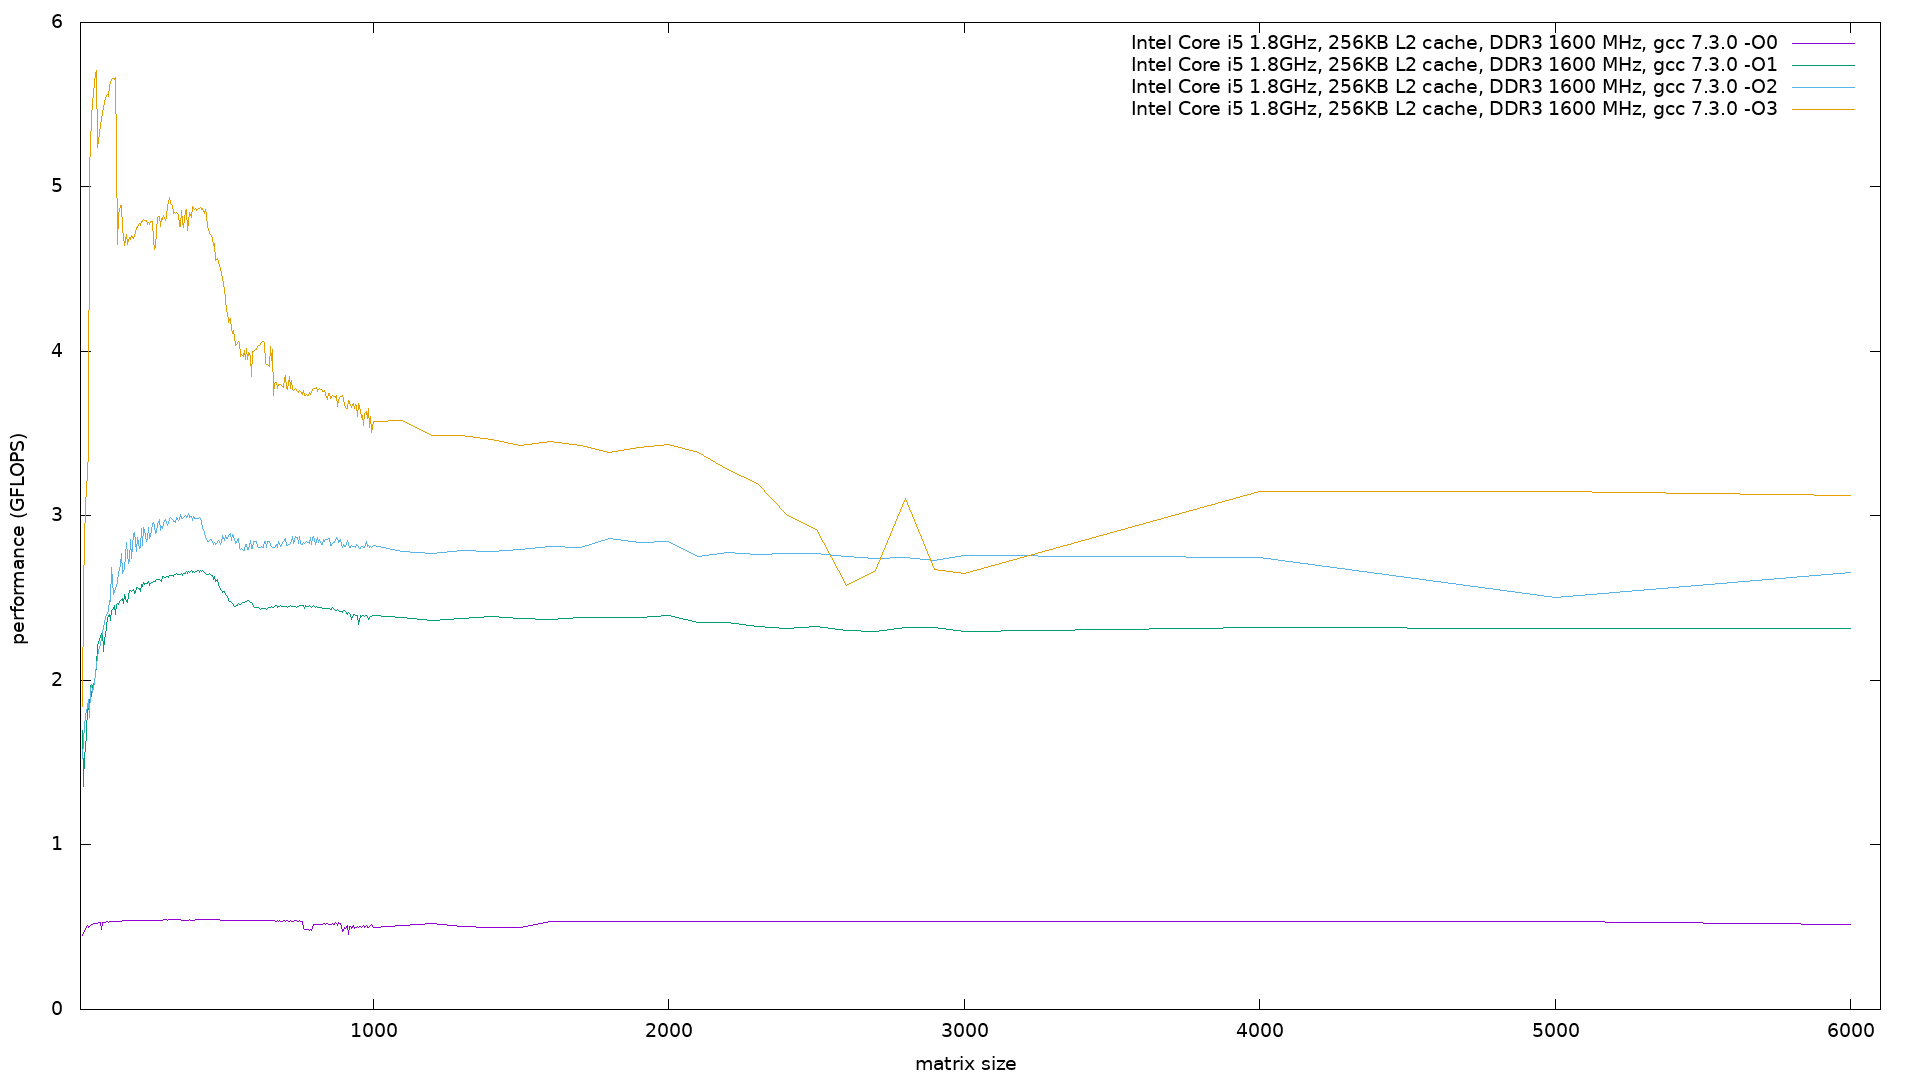 6
Intel Core i5 1.8GHz, 256KB L2 cache, DDR3 1600 MHz, gcc 7.3.0 -O0
Intel Core i5 1.8GHz, 256KB L2 cache, DDR3 1600 MHz, gcc 7.3.0 -O1
Intel Core i5 1.8GHz, 256KB L2 cache, DDR3 1600 MHz, gcc 7.3.0 -O2
Intel Core i5 1.8GHz, 256KB L2 cache, DDR3 1600 MHz, gcc 7.3.0 -O3
5
4
3
performance (GFLOPS)
2
1
0
1000 2000 3000 4000 5000 6000
matrix size